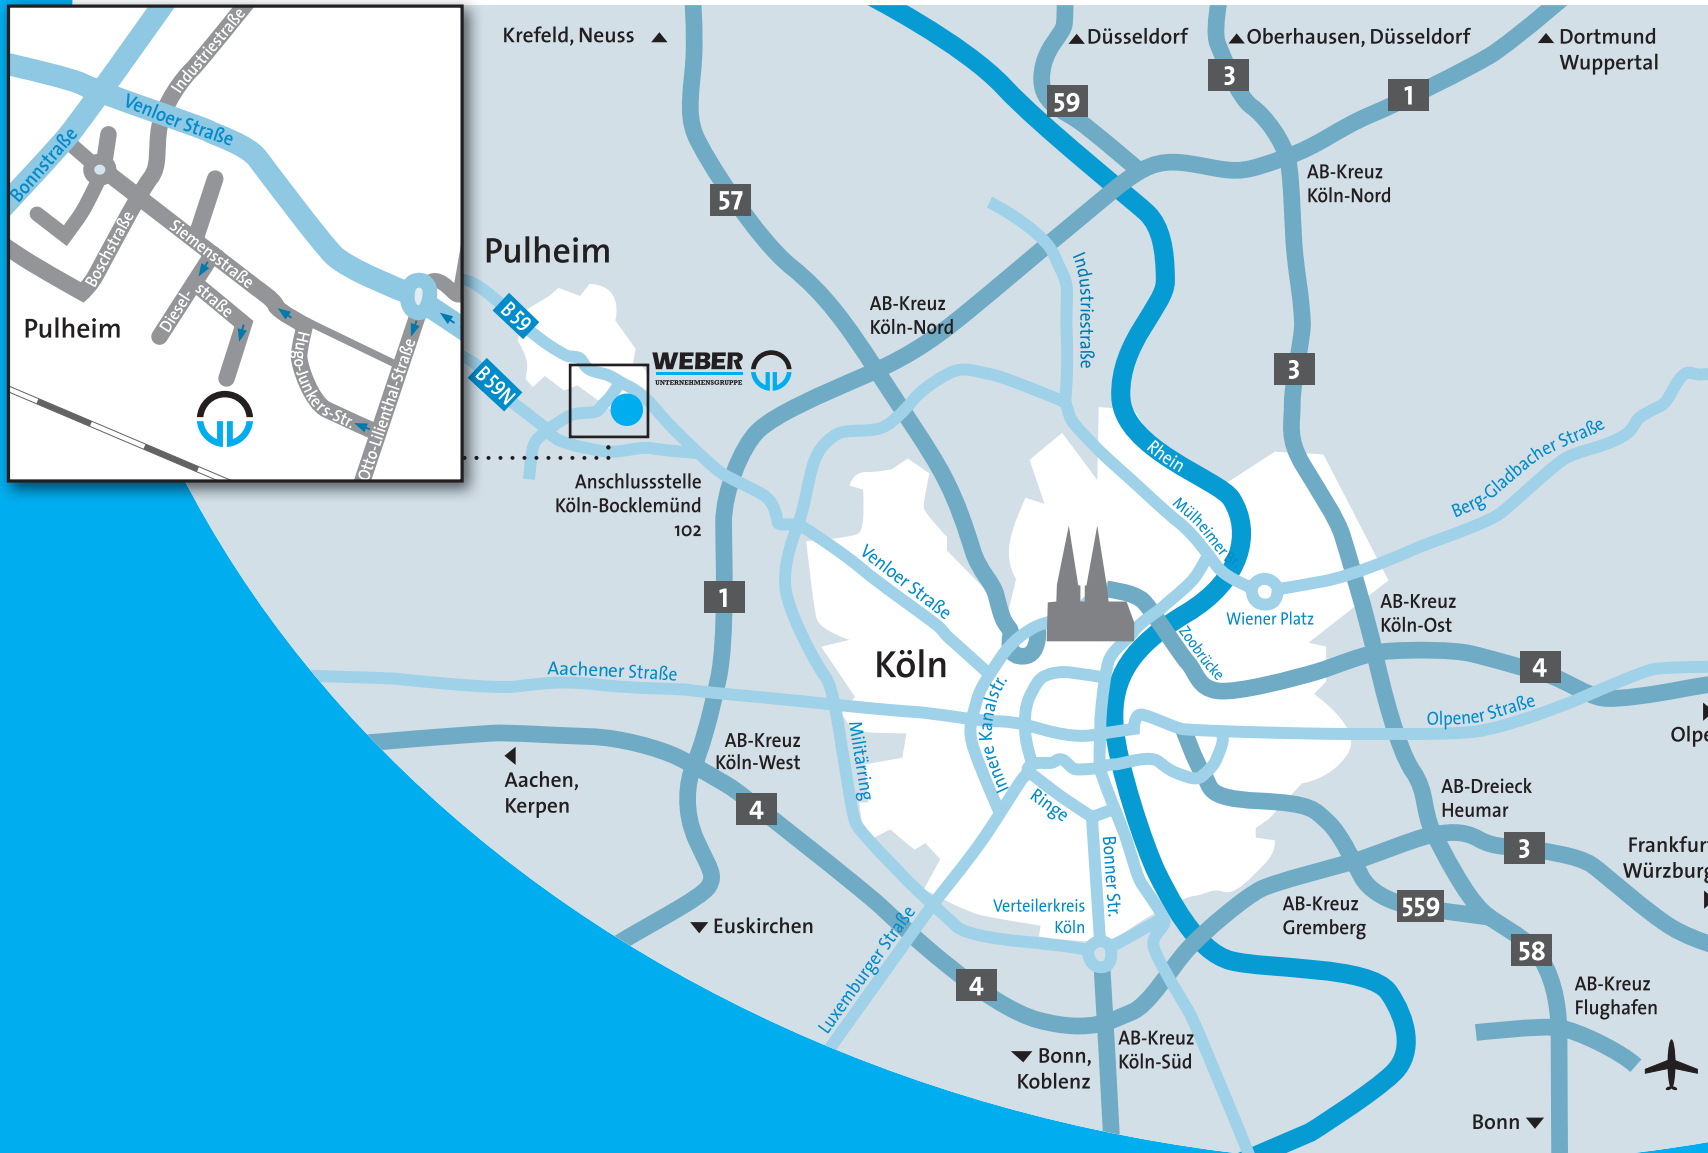 Krefeld, Neuss
Düsseldorf
Oberhausen, Düsseldorf
Dortmund
Wuppertal
59
3
1
57
AB-Kreuz
Köln-Nord
Industriestraße
Venloer Straße
Bonnstraße
Boschstraße
Siemensstraße
Diesel-
straße
Hugo-Junkers-Str.
Otto-Lilienthal-Straße
Pulheim
Pulheim
B 59
B 59N
WEBER
UNTERNEHMENSGRUPPE
AB-Kreuz
Köln-Nord
Industriestraße
3
Rhein
Berg-Gladbacher Straße
Anschlussstelle
Köln-Bocklemünd
102
Mülheimer
Venloer Straße
1
Wiener Platz
AB-Kreuz
Köln-Ost
Zoobrücke
Köln
Aachener Straße
4
Olpener Straße
Innere Kanalstr.
Militärring
AB-Kreuz
Köln-West
Aachen,
Kerpen
4
Ringe
AB-Dreieck
Heumar
3
Bonner Str.
Verteilerkreis
Köln
AB-Kreuz
Gremberg
559
58
Euskirchen
Luxemburger Straße
4
AB-Kreuz
Flughafen
AB-Kreuz
Köln-Süd
Bonn,
Koblenz
Bonn